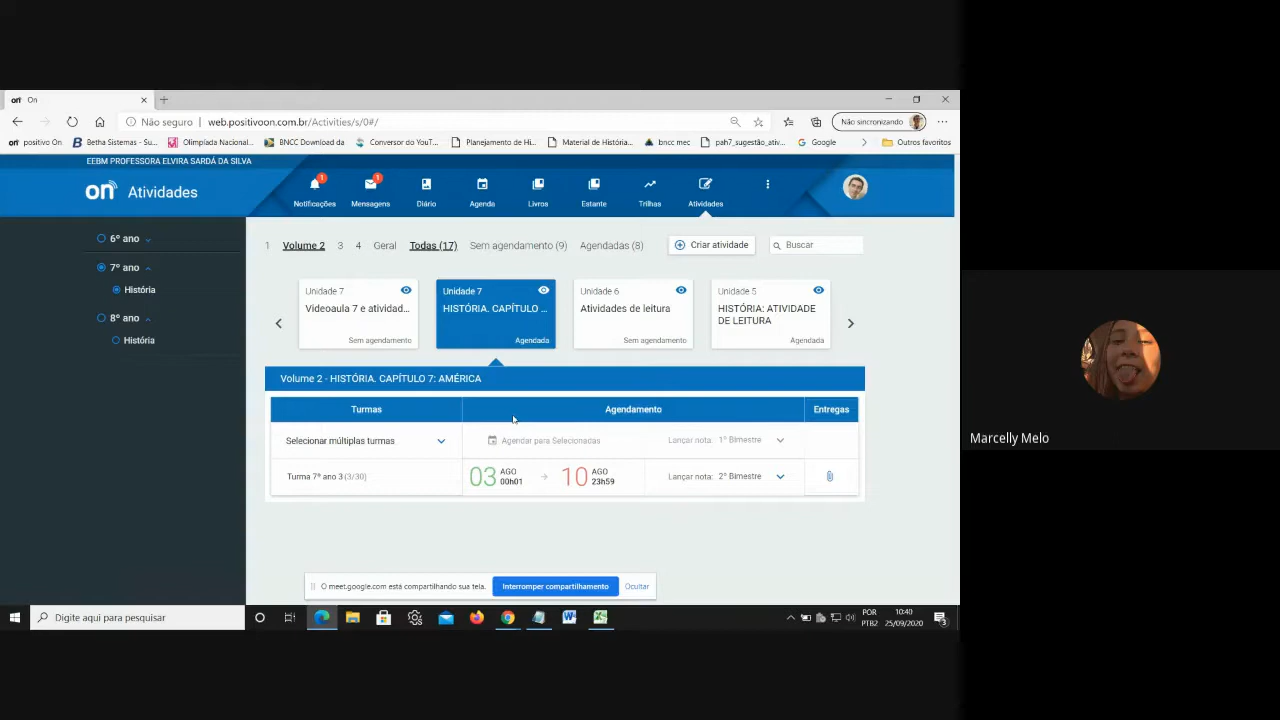 on On
Não seguro web.positivoon.com.br/Activities/s/0#/ Não sincronizando
on positivo On Betha Sistemas - Su... Olimpíada Nacional... BNCC Download da Conversor do YouT... Planejamento de Hi... Material de História... bncc mec pah7_sugestão_ativ... Google Outros favoritos
EEBM PROFESSORA ELVIRA SARDÁ DA SILVA
on Atividades
1 1
Notificações Mensagens Diário Agenda Livros Estante Trilhas Atividades
6º ano
7º ano
História
8º ano
História
1 Volume 2 3 4 Geral Todas (17) Sem agendamento (9) Agendadas (8) Criar atividade Buscar
Unidade 7
Videoaula 7 e atividad...
Sem agendamento
Unidade 7
HISTÓRIA. CAPÍTULO ...
Agendada
Unidade 6
Atividades de leitura
Sem agendamento
Unidade 5
HISTÓRIA: ATIVIDADE
DE LEITURA
Agendada
Volume 2 - HISTÓRIA. CAPÍTULO 7: AMÉRICA
Turmas Agendamento Entregas
Selecionar múltiplas turmas Agendar para Selecionadas Lançar nota: 1º Bimestre
Turma 7º ano 3 (3/30) 03 AGO 00h01 10 AGO 23h59 Lançar nota: 2º Bimestre
O meet.google.com está compartilhando sua tela. Interromper compartilhamento Ocultar
Digite aqui para pesquisar
POR
PTB2
10:40
25/09/2020
3
Marcelly Melo